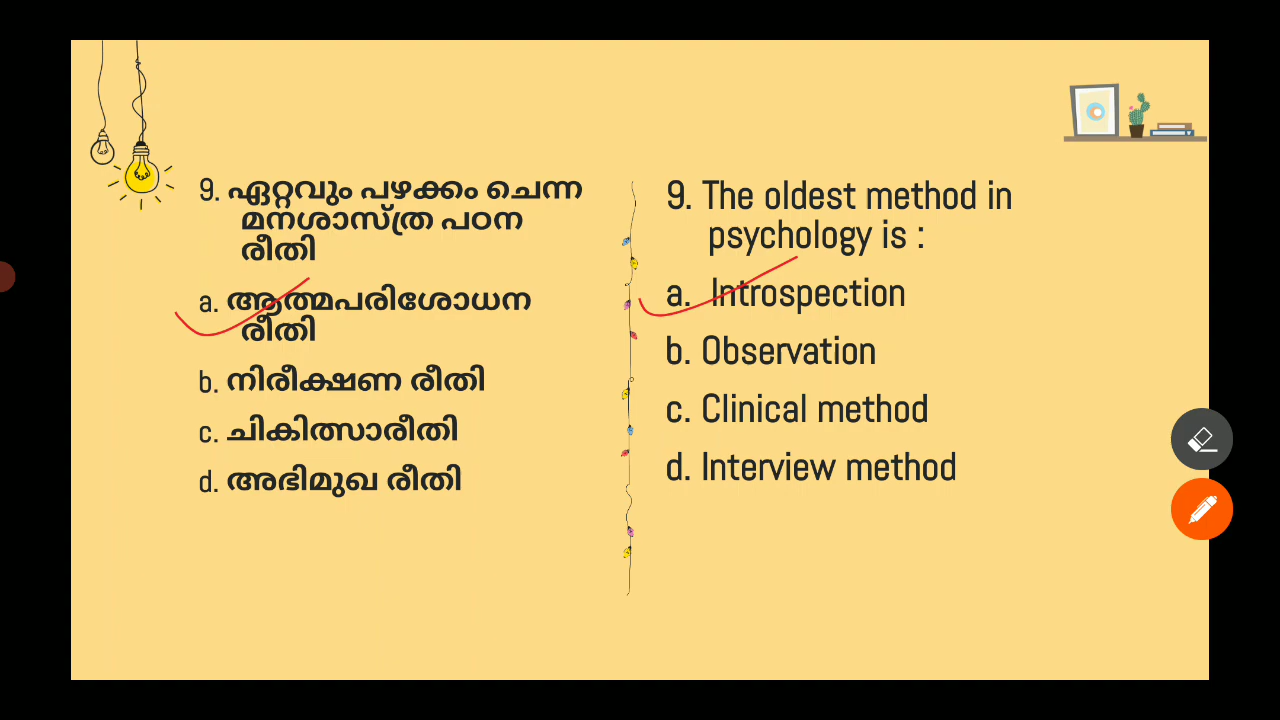 9. ഏറ്റവും പഴക്കം ചെന്ന
മനശാസ്ത്ര പഠന
രീതി
a. ആത്മപരിശോധന
രീതി
b. നിരീക്ഷണ രീതി
c. ചികിത്സാരീതി
d. അഭിമുഖ രീതി
9. The oldest method in
psychology is :
a. Introspection
b. Observation
c. Clinical method
d. Interview method